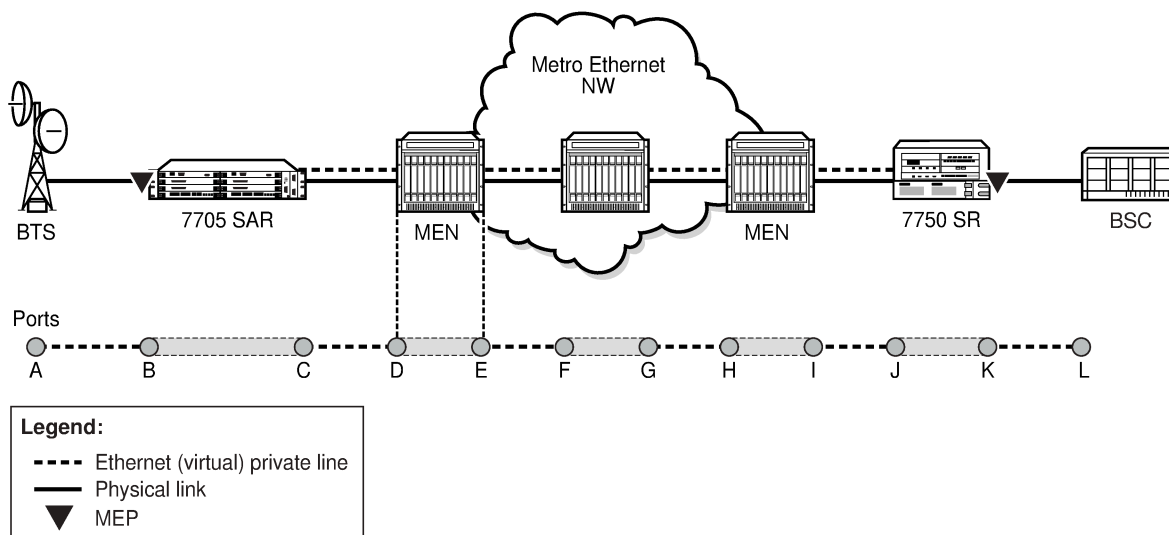 Metro Ethernet
NW
BTS
7705 SAR
MEN
MEN
7750 SR
BSC
Ports
A
B
C
D
E
F
G
H
I
J
K
L
Legend:
Ethernet (virtual) private line
Physical link
MEP